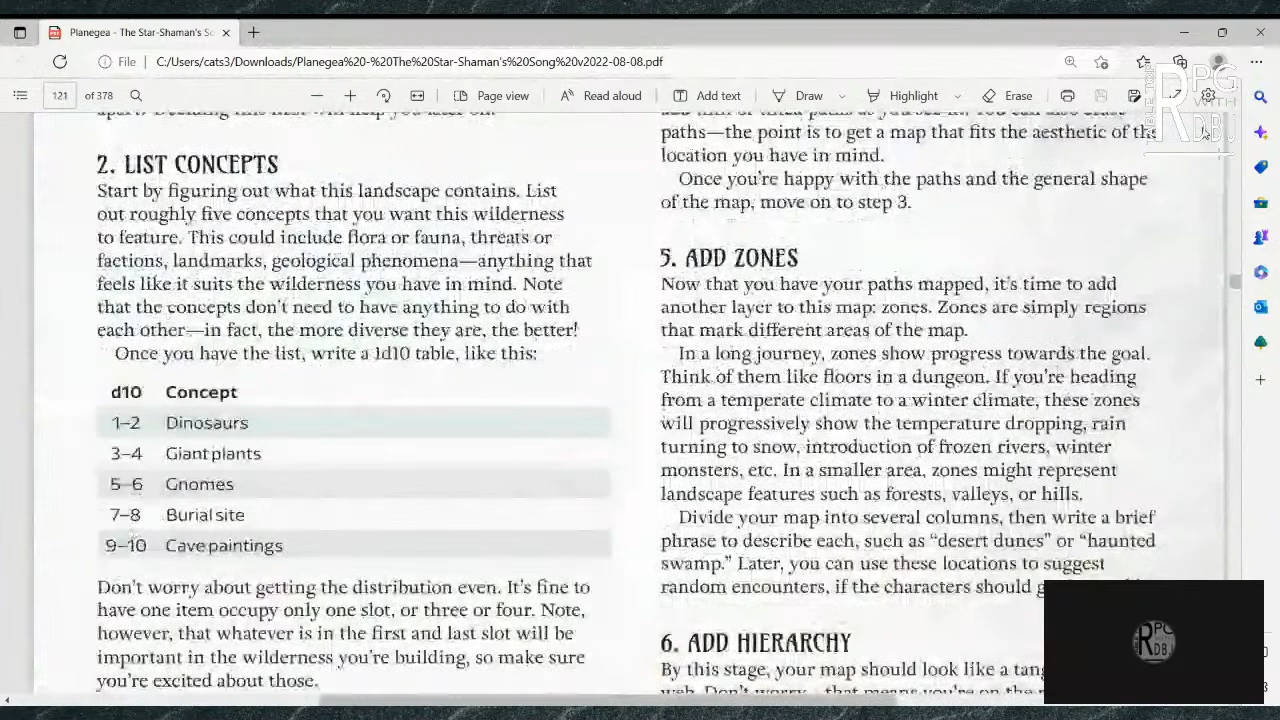 Planegea - The Star-Shaman's So
File
C:/Users/cats3/Downloads/Planegea%20-%20The%20Star-Shaman's%20Song%20v2022-08-08.pdf
121 of 378
Page view
Read aloud
Add text
Draw
Highlight
Erase
RPG
WITH
DBJ
2. LIST CONCEPTS
Start by figuring out what this landscape contains. List
out roughly five concepts that you want this wilderness
to feature. This could include flora or fauna, threats or
factions, landmarks, geological phenomena—anything that
feels like it suits the wilderness you have in mind. Note
that the concepts don't need to have anything to do with
each other—in fact, the more diverse they are, the better!
Once you have the list, write a 1d10 table, like this:
d10 Concept
1–2 Dinosaurs
3–4 Giant plants
5–6 Gnomes
7–8 Burial site
9–10 Cave paintings
Don't worry about getting the distribution even. It's fine to
have one item occupy only one slot, or three or four. Note,
however, that whatever is in the first and last slot will be
important in the wilderness you're building, so make sure
you're excited about those.
paths—the point is to get a map that fits the aesthetic of the
location you have in mind.
Once you're happy with the paths and the general shape
of the map, move on to step 3.
5. ADD ZONES
Now that you have your paths mapped, it's time to add
another layer to this map: zones. Zones are simply regions
that mark different areas of the map.
In a long journey, zones show progress towards the goal.
Think of them like floors in a dungeon. If you're heading
from a temperate climate to a winter climate, these zones
will progressively show the temperature dropping, rain
turning to snow, introduction of frozen rivers, winter
monsters, etc. In a smaller area, zones might represent
landscape features such as forests, valleys, or hills.
Divide your map into several columns, then write a brief
phrase to describe each, such as "desert dunes" or "haunted
swamp." Later, you can use these locations to suggest
random encounters, if the characters should
6. ADD HIERARCHY
By this stage, your map should look like a tang
RPG
DBJ